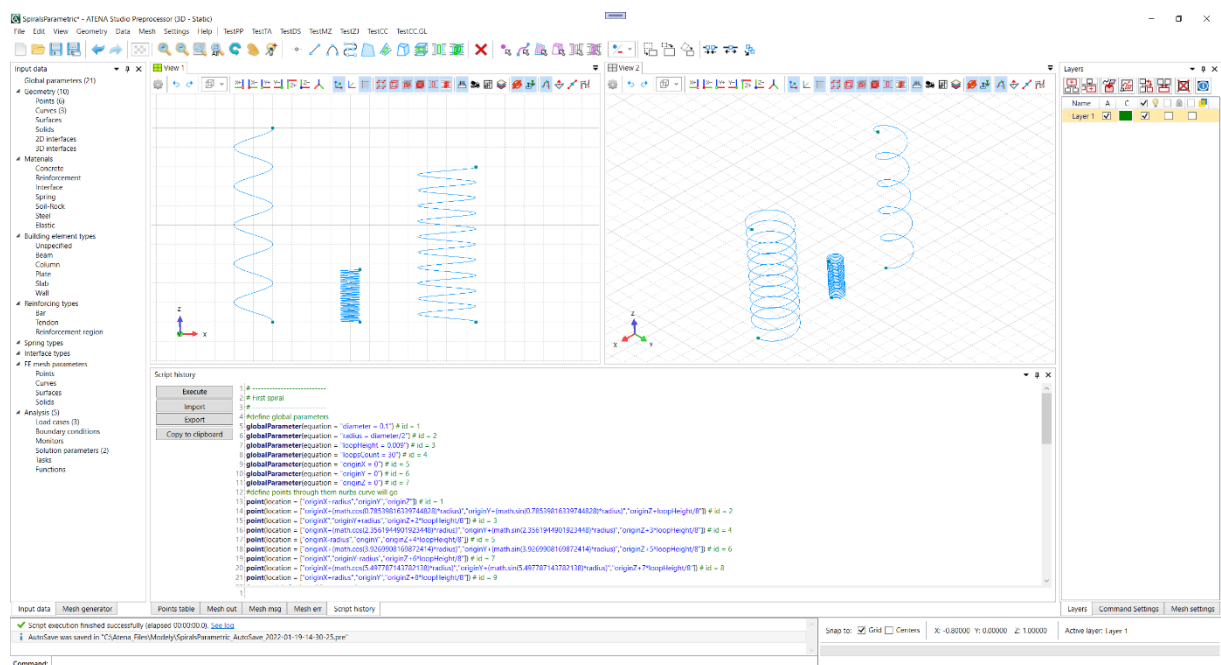 SpiralsParametric* - ATENA Studio Preprocessor (3D - Static)
File Edit View Geometry Data Mesh Settings Help | TestPP TestTA TestDS TestMZ TestZJ TestCC TestCC.GL
Input data
Global parameters (21)
Geometry (10)
Points (6)
Curves (3)
Surfaces
Solids
2D interfaces
3D interfaces
Materials
Concrete
Reinforcement
Interface
Spring
Soil-Rock
Steel
Elastic
Building element types
Unspecified
Beam
Column
Plane
Slab
Wall
Reinforcing types
Bar
Tendon
Reinforcement region
Spring types
Interface types
FE mesh parameters
Points
Curves
Surfaces
Solids
Analysis (5)
Load cases (3)
Boundary conditions
Monitors
Solution parameters (2)
Tasks
Functions
Input data Mesh generator
View 1
Z
X
View 2
Z
X Y
Layers
Name A C
Layer 1
Script history
Execute
Import
Export
Copy to clipboard
1 # --------------------------
2 # First spiral
3 # --------------------------
4 #define global parameters
5 globalParameter(equation = "diameter = 0.1") # id = 1
6 globalParameter(equation = "radius = diameter/2") # id = 2
7 globalParameter(equation = "loopHeight = 0.009") # id = 3
8 globalParameter(equation = "loopsCount = 30") # id = 4
9 globalParameter(equation = "originX = 0") # id = 5
10 globalParameter(equation = "originY = 0") # id = 6
11 globalParameter(equation = "originZ = 0") # id = 7
12 #define points through them nurbs curve will go
13 point(location = ["originX+radius","originY","originZ"]) # id = 1
14 point(location = ["originX+(math.cos(0.78539816339744828)*radius)","originY+(math.sin(0.78539816339744828)*radius)","originZ+loopHeight/8"]) # id = 2
15 point(location = ["originX","originY+radius","originZ+2*loopHeight/8"]) # id = 3
16 point(location = ["originX+(math.cos(2.3561944901923448)*radius)","originY+(math.sin(2.3561944901923448)*radius)","originZ+3*loopHeight/8"]) # id = 4
17 point(location = ["originX-radius","originY","originZ+4*loopHeight/8"]) # id = 5
18 point(location = ["originX+(math.cos(3.9269908169872414)*radius)","originY+(math.sin(3.9269908169872414)*radius)","originZ+5*loopHeight/8"]) # id = 6
19 point(location = ["originX","originY-radius","originZ+6*loopHeight/8"]) # id = 7
20 point(location = ["originX+(math.cos(5.497787143782138)*radius)","originY+(math.sin(5.497787143782138)*radius)","originZ+7*loopHeight/8"]) # id = 8
21 point(location = ["originX+radius","originY","originZ+8*loopHeight/8"]) # id = 9
1
Points table Mesh out Mesh msg Mesh err Script history
Layers Command Settings Mesh settings
Script execution finished successfully (elapsed 00:00:00.0). See log
AutoSave was saved in "C:\Atena_Files\Modely\SpiralsParametric_AutoSave_2022-01-19-14-30-25.pre"
Snap to: Grid Centers X: -0.80000 Y: 0.00000 Z: 1.00000 Active layer: Layer 1
Command: